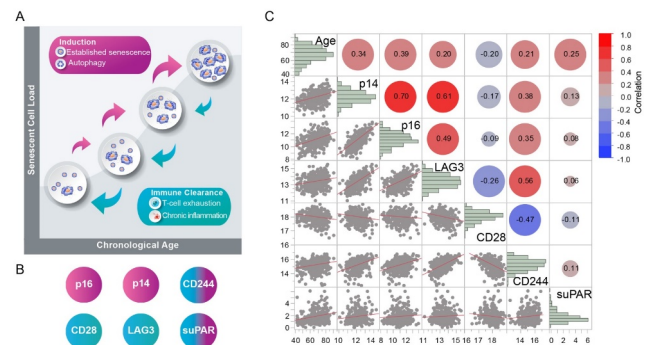 A
Induction
Established senescence
Autophagy
Senescent Cell Load
Immune Clearance
T-cell exhaustion
Chronic inflammation
Chronological Age
B
p16 p14 CD244
CD28 LAG3 suPAR
C
Age 0.34 0.39 0.20 -0.20 0.21 0.25
80
60
40
p14 0.70 0.61 -0.17 0.38 0.13
14
12
10
p16 0.49 -0.09 0.35 0.08
12
10
8
LAG3 -0.26 0.56 0.06
15
13
11
CD28 -0.47 -0.11
18
17
16
CD244 0.11
16
14
suPAR
4
2
0
40 60 80 10 12 14 8 10 12 11 13 15 16 17 18 14 16 0 1 2 3 4 5 6
1.0
0.8
0.6
0.4
0.2
0.0
-0.2
-0.4
-0.6
-0.8
-1.0
Correlation